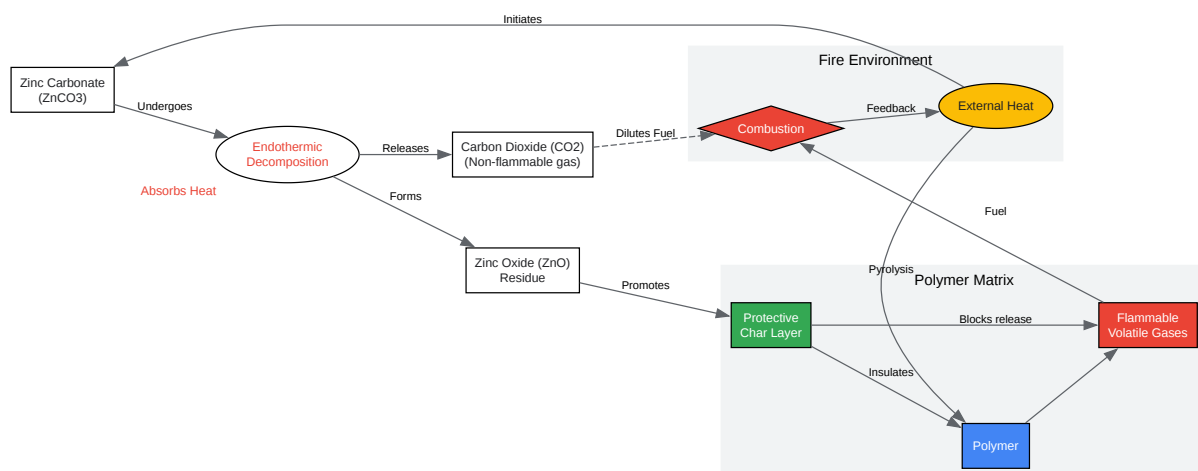 Initiates
Fire Environment
Zinc Carbonate
(ZnCO3)
Undergoes
External Heat
Feedback
Combustion
Dilutes Fuel
Endothermic
Decomposition
Releases
Carbon Dioxide (CO2)
(Non-flammable gas)
Absorbs Heat
Forms
Fuel
Zinc Oxide (ZnO)
Residue
Promotes
Pyrolysis
Polymer Matrix
Protective
Char Layer
Blocks release
Flammable
Volatile Gases
Insulates
Polymer